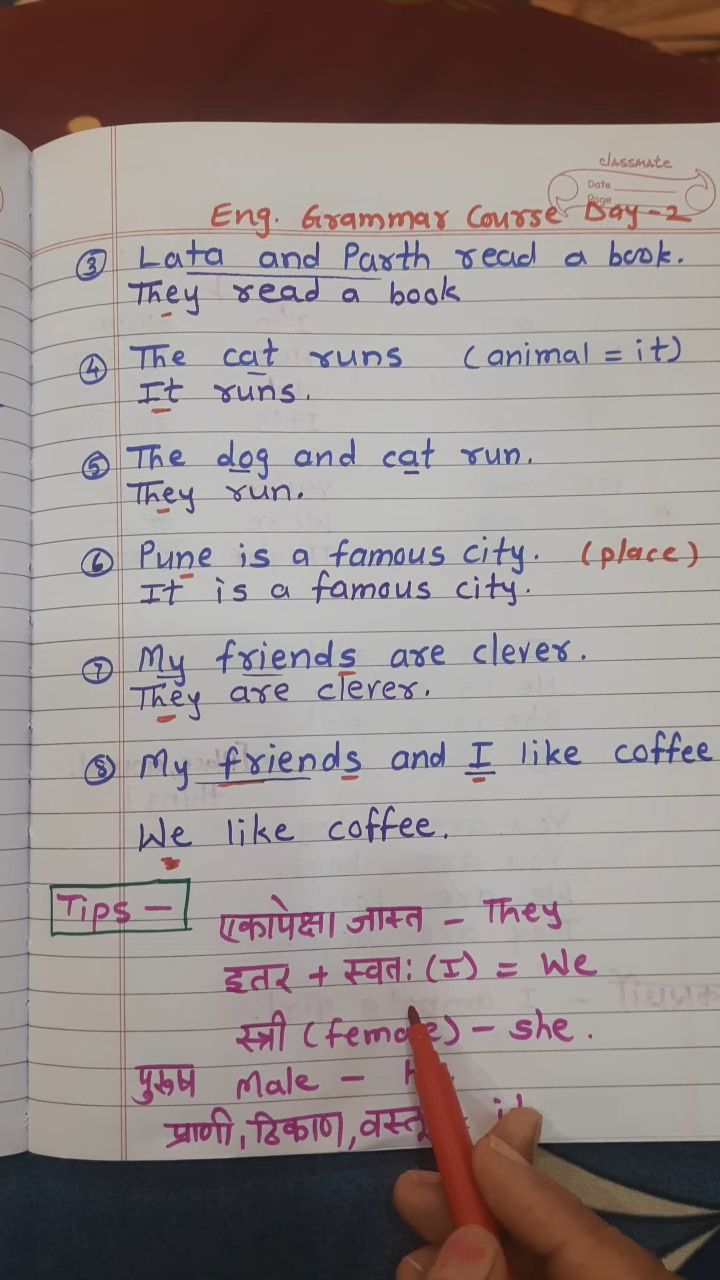 classmate
Date
Page
Eng. Grammar Course Day-2
③ Lata and Parth read a book.
They read a book
④ The cat runs (animal = it)
It runs.
⑤ The dog and cat run.
They run.
⑥ Pune is a famous city. (place)
It is a famous city.
⑦ My friends are clever.
They are clever.
⑧ My friends and I like coffee
We like coffee.
Tips -
एकापेक्षा जास्त - They
इतर + स्वतः (I) = We
स्त्री (female) - she.
पुरुष male -
प्राणी, ठिकाण, वस्तू